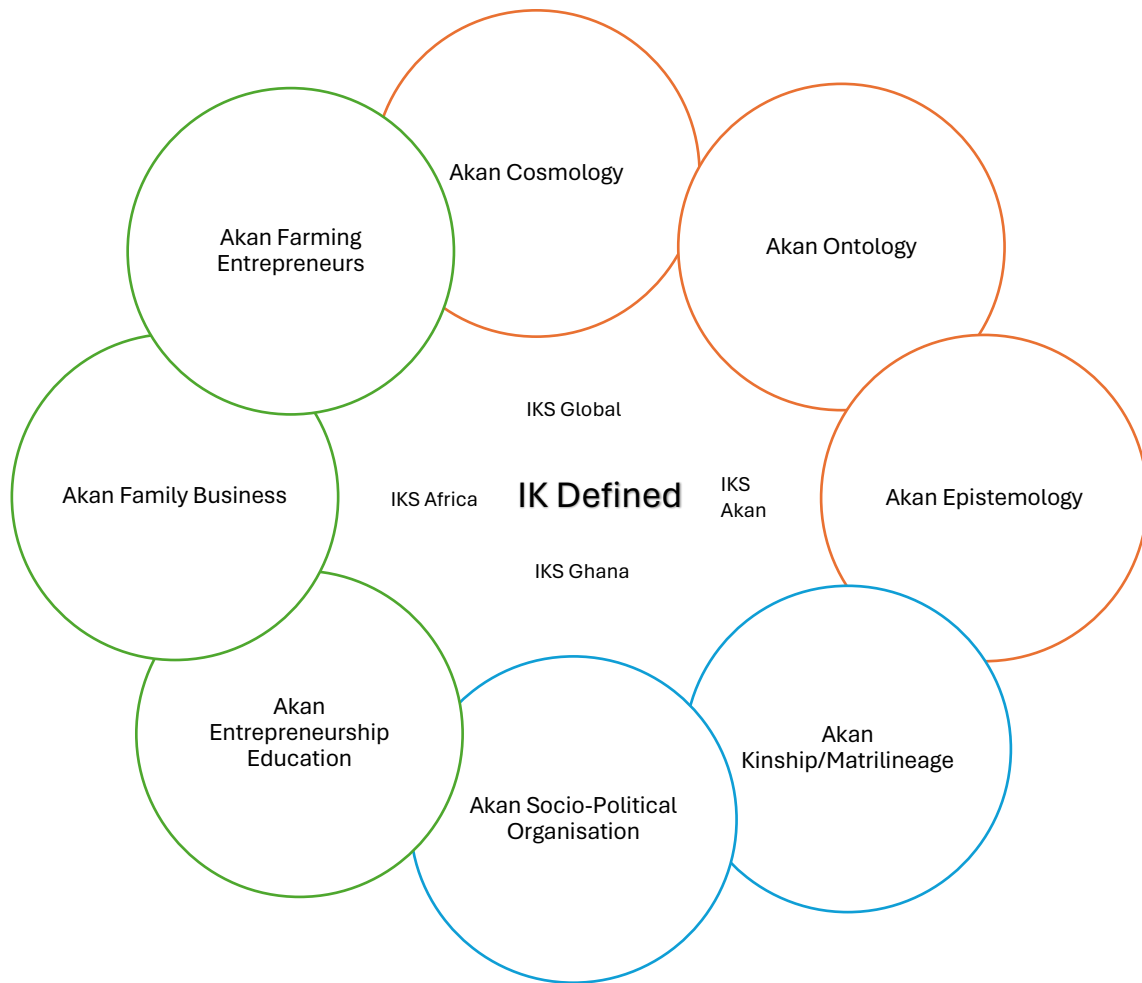 Akan Cosmology
Akan Ontology
Akan Farming
Entrepreneurs
IKS Global
Akan Family Business
IKS Africa
IK Defined
IKS
Akan
Akan Epistemology
IKS Ghana
Akan
Entrepreneurship
Education
Akan
Kinship/Matrilineage
Akan Socio-Political
Organisation